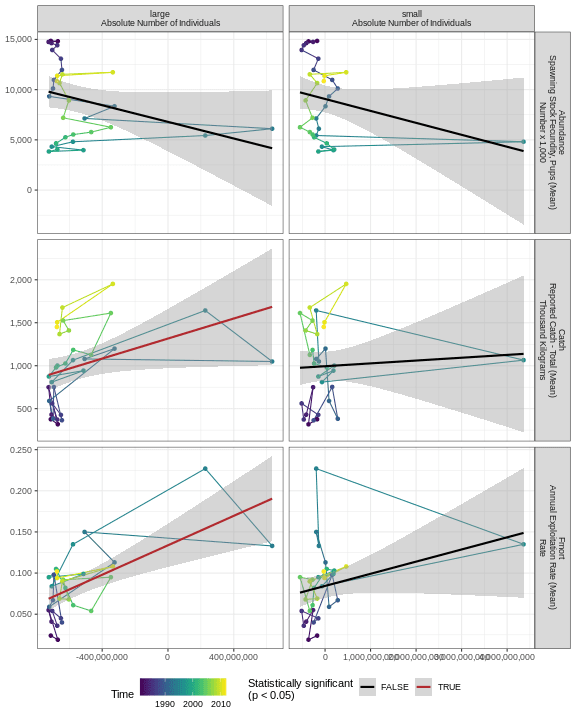 large
Absolute Number of Individuals
small
Absolute Number of Individuals
15,000
10,000
5,000
0
Abundance
Spawning Stock Fecundity, Pups (Mean)
Number x 1,000
2,000
1,500
1,000
500
Catch
Reported Catch - Total (Mean)
Thousand Kilograms
0.250
0.200
0.150
0.100
0.050
Fmort
Annual Exploitation Rate (Mean)
Rate
-400,000,000
0
400,000,000
0
1,000,000,000
2,000,000,000
3,000,000,000
4,000,000,000
Time
1990
2000
2010
Statistically significant
(p < 0.05)
FALSE
TRUE